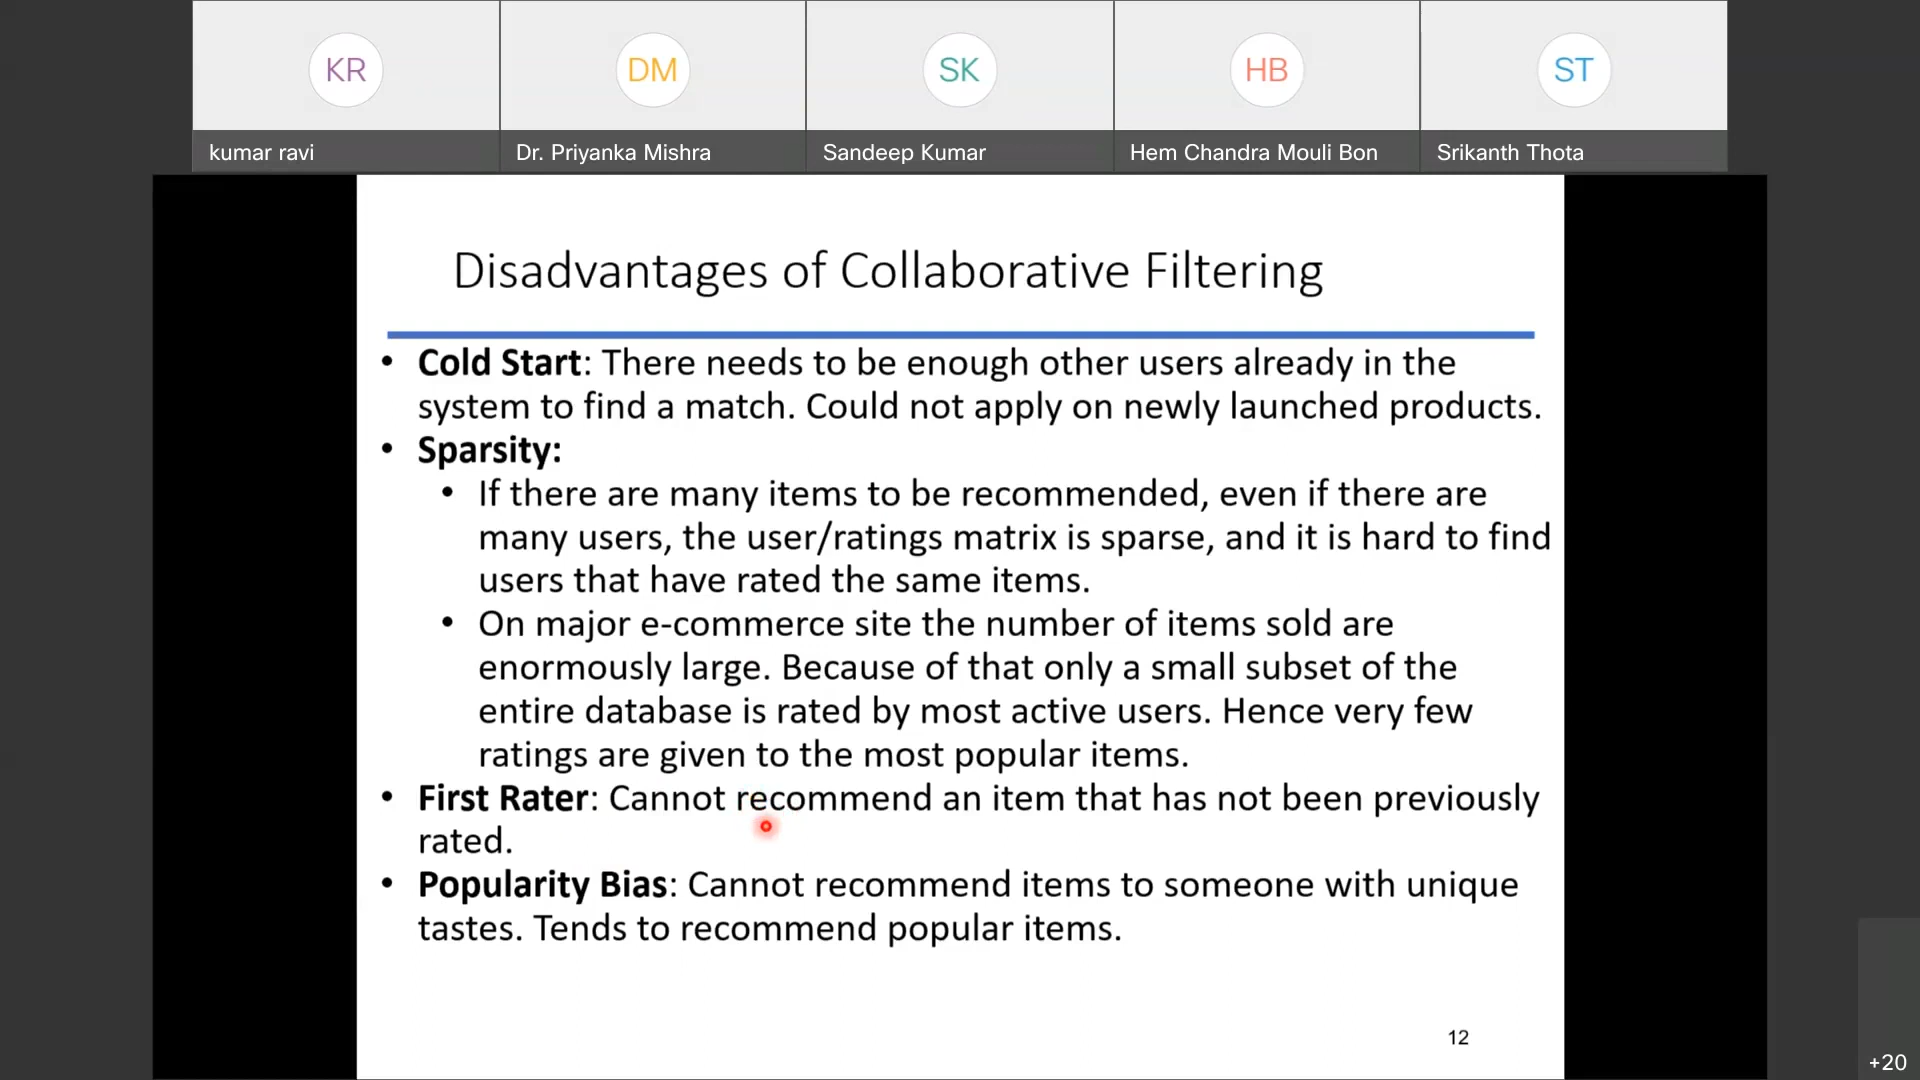 KR
DM
SK
HB
ST
kumar ravi
Dr. Priyanka Mishra
Sandeep Kumar
Hem Chandra Mouli Bon
Srikanth Thota
Disadvantages of Collaborative Filtering
• Cold Start: There needs to be enough other users already in the
system to find a match. Could not apply on newly launched products.
• Sparsity:
• If there are many items to be recommended, even if there are
many users, the user/ratings matrix is sparse, and it is hard to find
users that have rated the same items.
• On major e-commerce site the number of items sold are
enormously large. Because of that only a small subset of the
entire database is rated by most active users. Hence very few
ratings are given to the most popular items.
• First Rater: Cannot recommend an item that has not been previously
rated.
• Popularity Bias: Cannot recommend items to someone with unique
tastes. Tends to recommend popular items.
12
+20